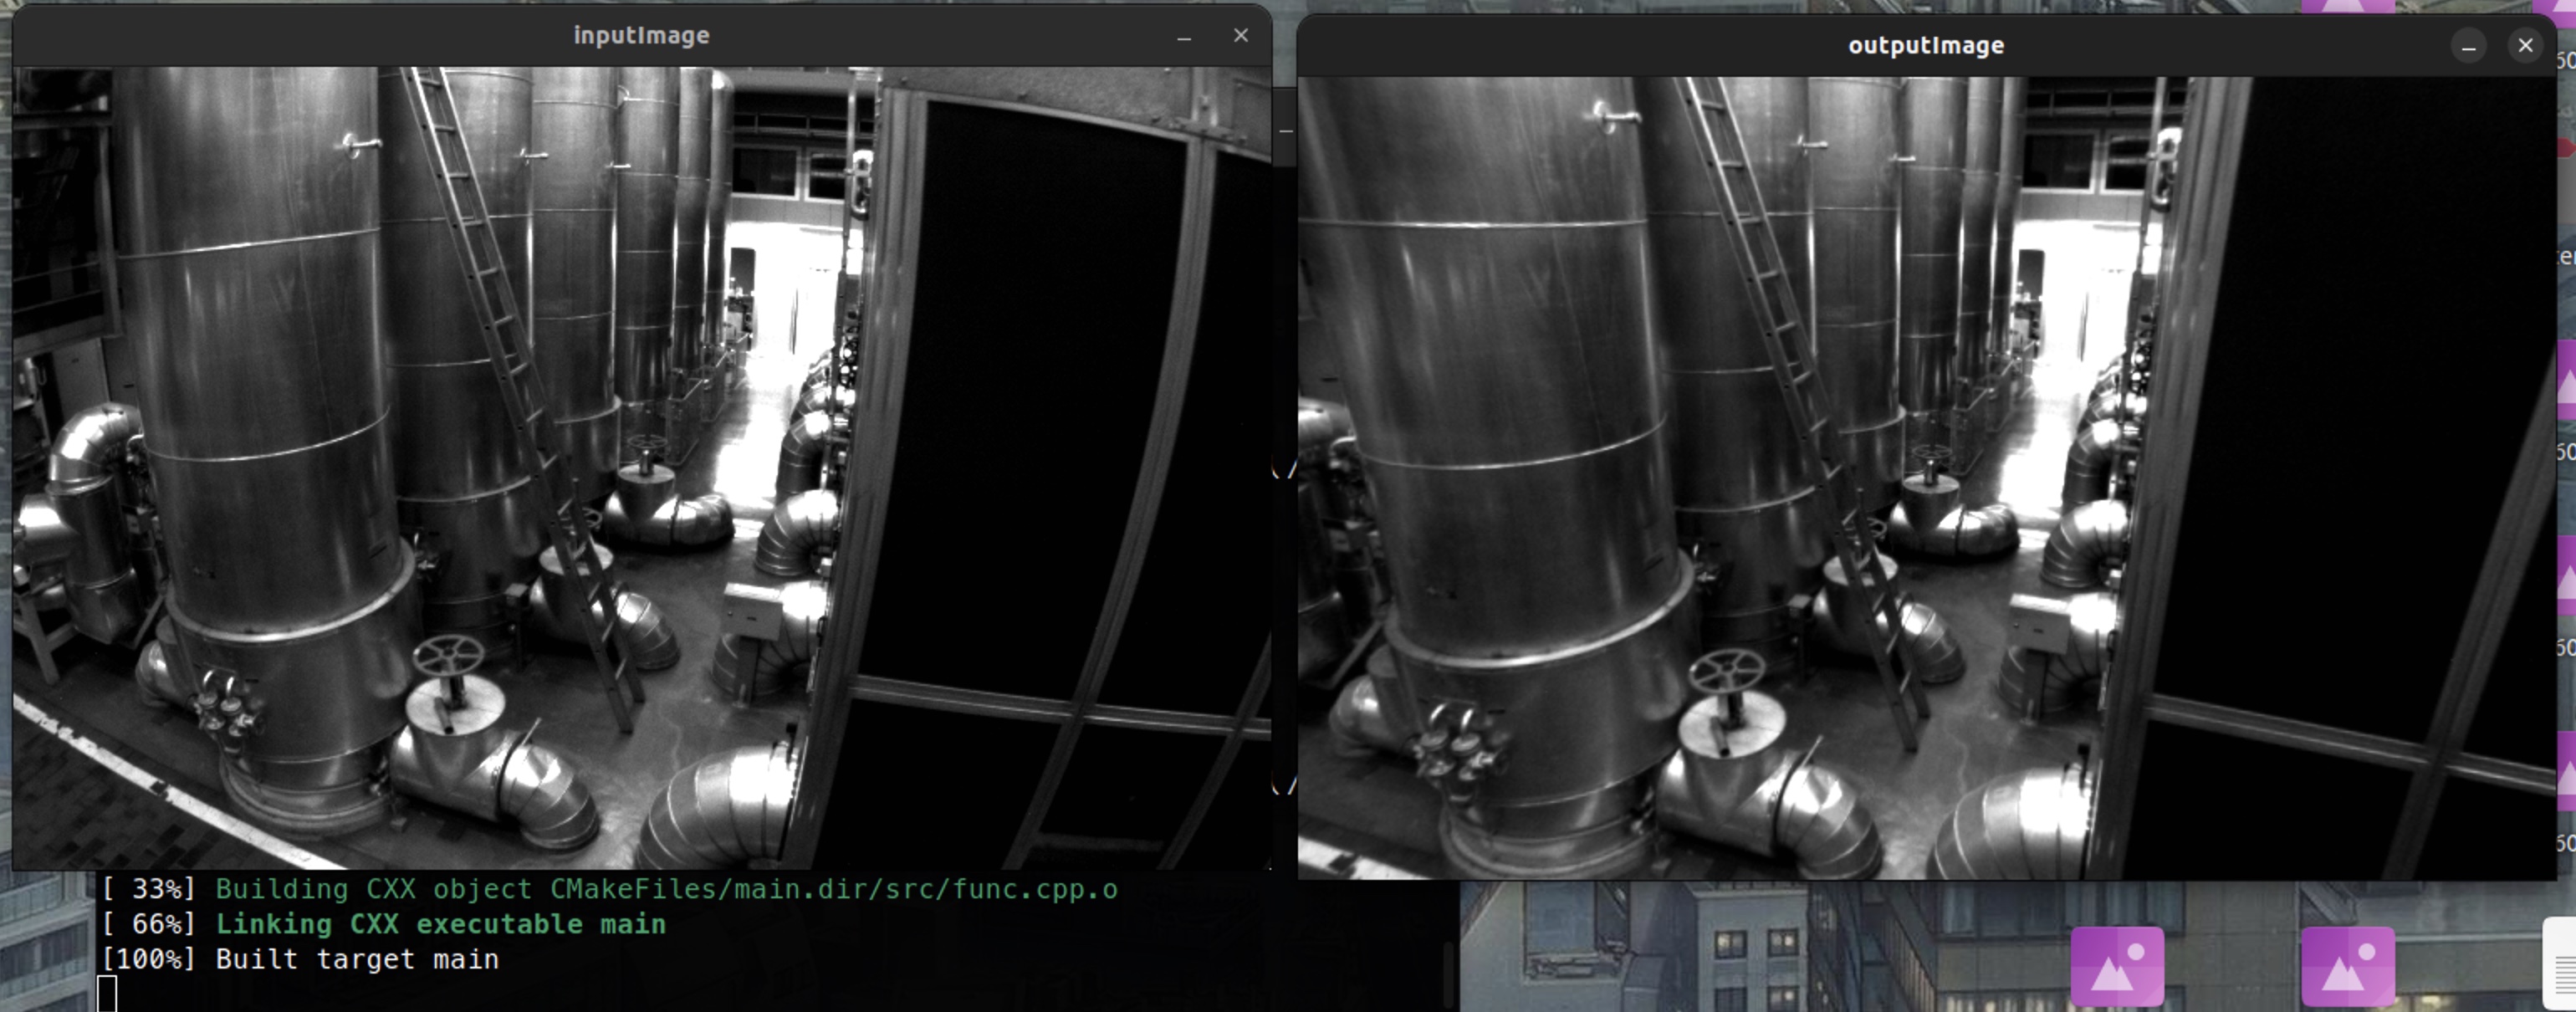 inputImage
outputImage
[ 33%] Building CXX object CMakeFiles/main.dir/src/func.cpp.o
[ 66%] Linking CXX executable main
[100%] Built target main